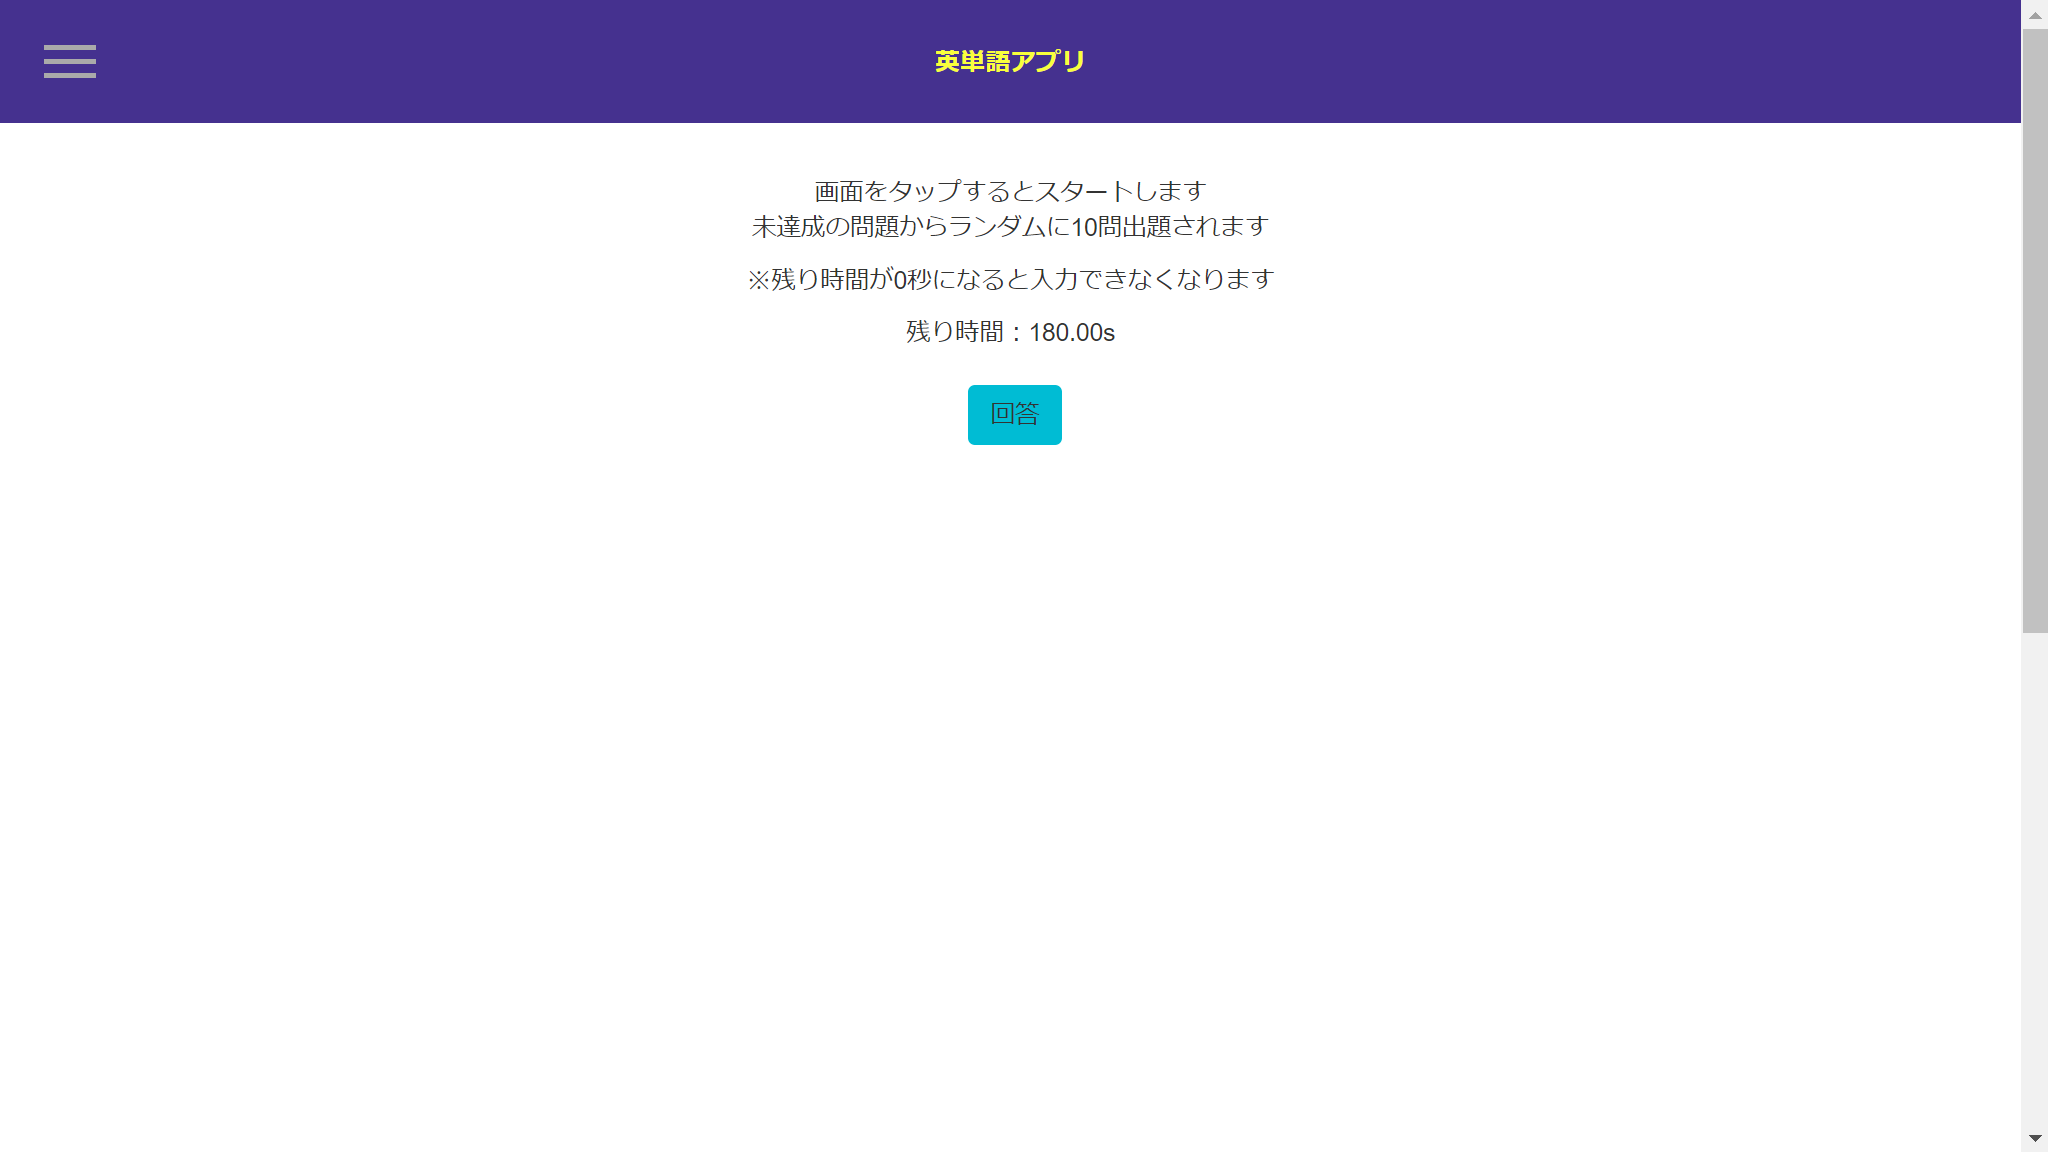 英単語アプリ
画面をタップするとスタートします
未達成の問題からランダムに10問出題されます
※残り時間が0秒になると入力できなくなります
残り時間：180.00s
回答